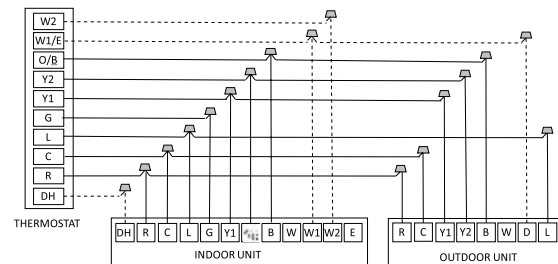 W2
W1/E
O/B
Y2
Y1
G
L
C
R
DH
THERMOSTAT
DH R C L G Y1 B W W1 W2 E
INDOOR UNIT
R C Y1 Y2 B W D L
OUTDOOR UNIT